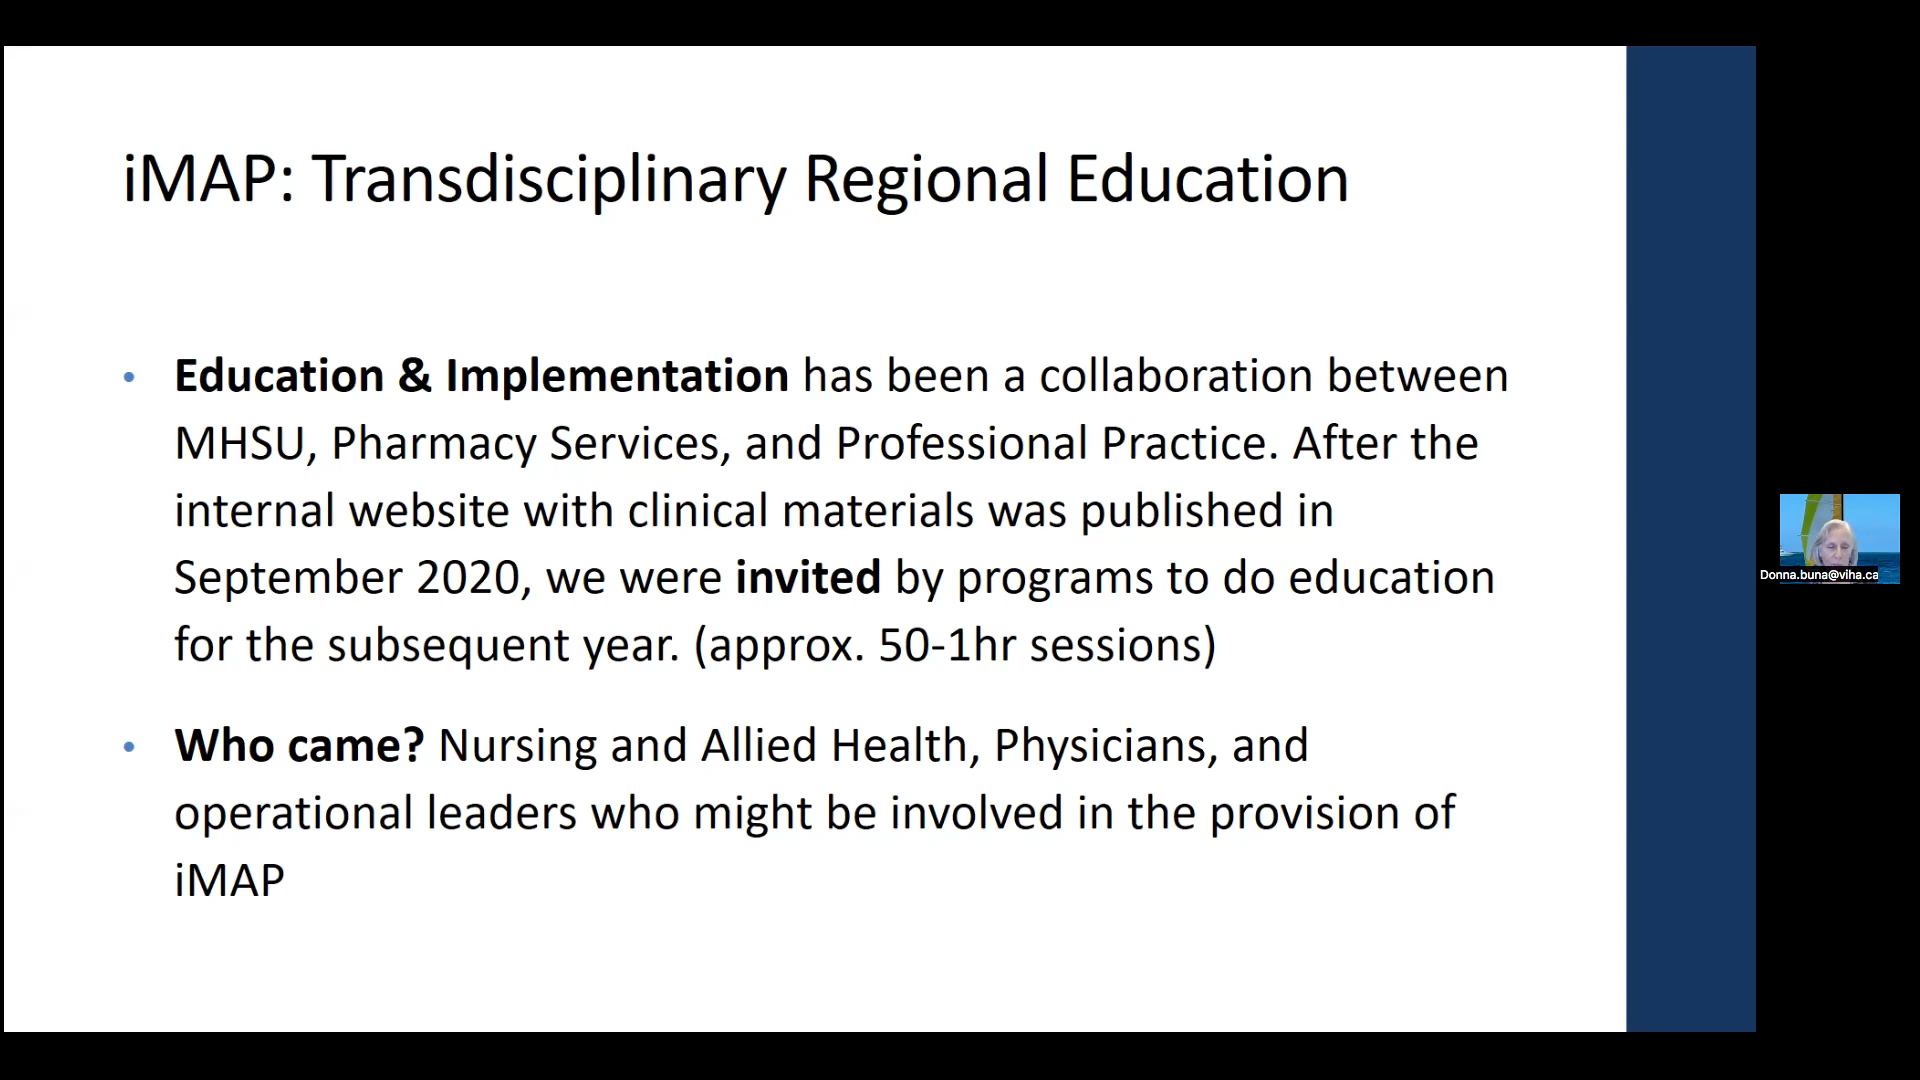 iMAP: Transdisciplinary Regional Education
• Education & Implementation has been a collaboration between
MHSU, Pharmacy Services, and Professional Practice. After the
internal website with clinical materials was published in
September 2020, we were invited by programs to do education
for the subsequent year. (approx. 50-1hr sessions)
• Who came? Nursing and Allied Health, Physicians, and
operational leaders who might be involved in the provision of
iMAP
Donna.buna@viha.ca